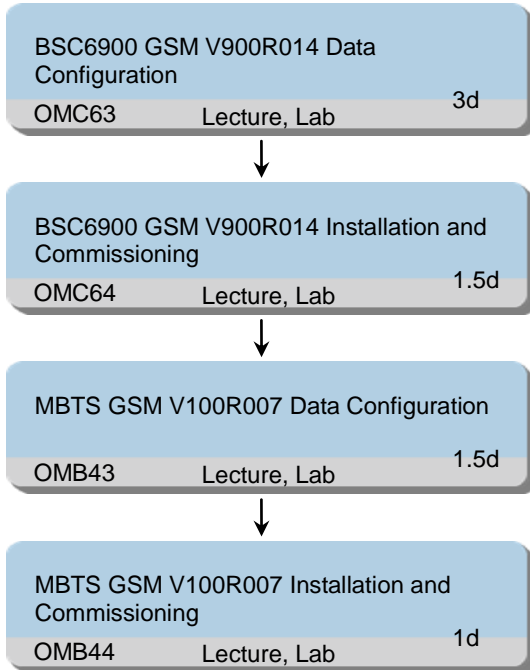 BSC6900 GSM V900R014 Data
Configuration
3d
OMC63 Lecture, Lab
BSC6900 GSM V900R014 Installation and
Commissioning
1.5d
OMC64 Lecture, Lab
MBTS GSM V100R007 Data Configuration
1.5d
OMB43 Lecture, Lab
MBTS GSM V100R007 Installation and
Commissioning
1d
OMB44 Lecture, Lab